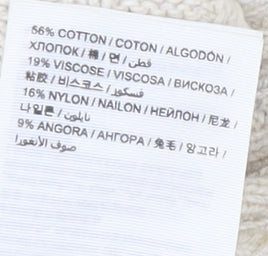 56% COTTON / COTON / ALGODÓN /
ХЛОПОК / 棉 / 면 / قطن /
19% VISCOSE / VISCOSA / ВИСКОЗА /
粘胶 / 비스코스 / فسكوز /
16% NYLON / NAILON / НЕЙЛОН / 尼龙 /
나일론 / نايلون /
9% ANGORA / АНГОРА / 兔毛 / 앙고라 /
صوف الأنغورا